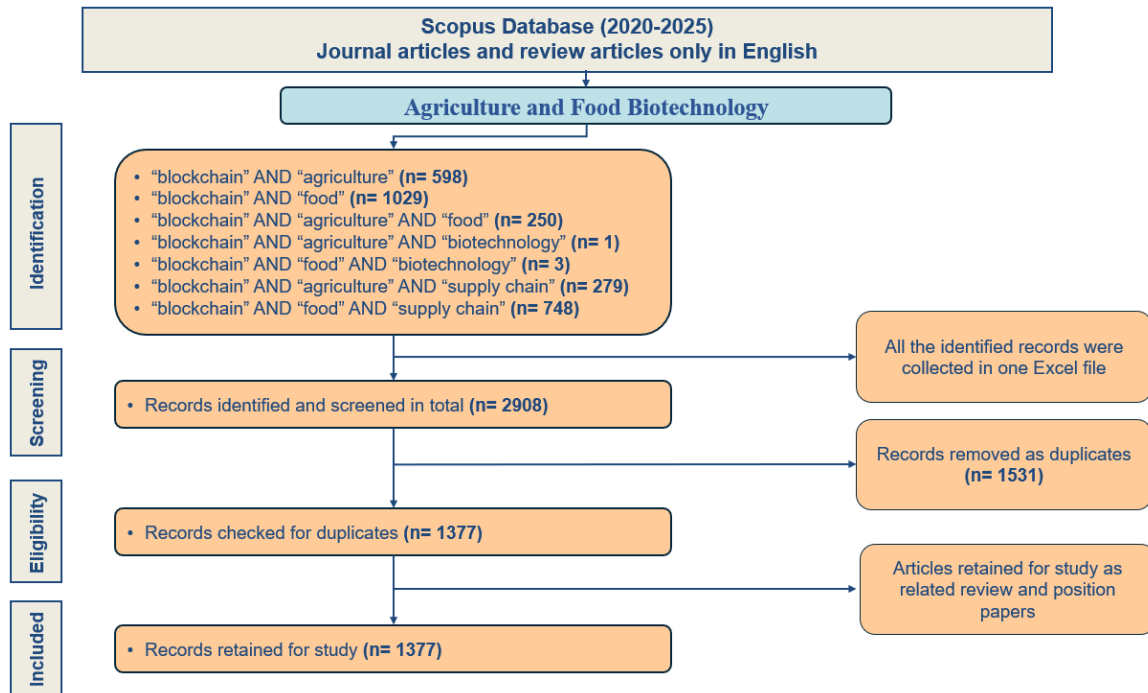 Scopus Database (2020-2025)
Journal articles and review articles only in English
Agriculture and Food Biotechnology
Identification
• “blockchain” AND “agriculture” (n= 598)
• “blockchain” AND “food” (n= 1029)
• “blockchain” AND “agriculture” AND “food” (n= 250)
• “blockchain” AND “agriculture” AND “biotechnology” (n= 1)
• “blockchain” AND “food” AND “biotechnology” (n= 3)
• “blockchain” AND “agriculture” AND “supply chain” (n= 279)
• “blockchain” AND “food” AND “supply chain” (n= 748)
All the identified records were
collected in one Excel file
Screening
• Records identified and screened in total (n= 2908)
Records removed as duplicates
(n= 1531)
Eligibility
• Records checked for duplicates (n= 1377)
Articles retained for study as
related review and position
papers
Included
• Records retained for study (n= 1377)